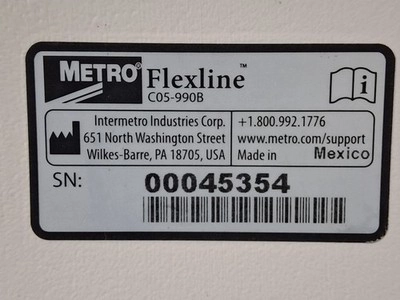 METRO® Flexline™
C05-990B
Intermetro Industries Corp.
651 North Washington Street
Wilkes-Barre, PA 18705, USA
+1.800.992.1776
www.metro.com/support
Made in Mexico
SN: 00045354